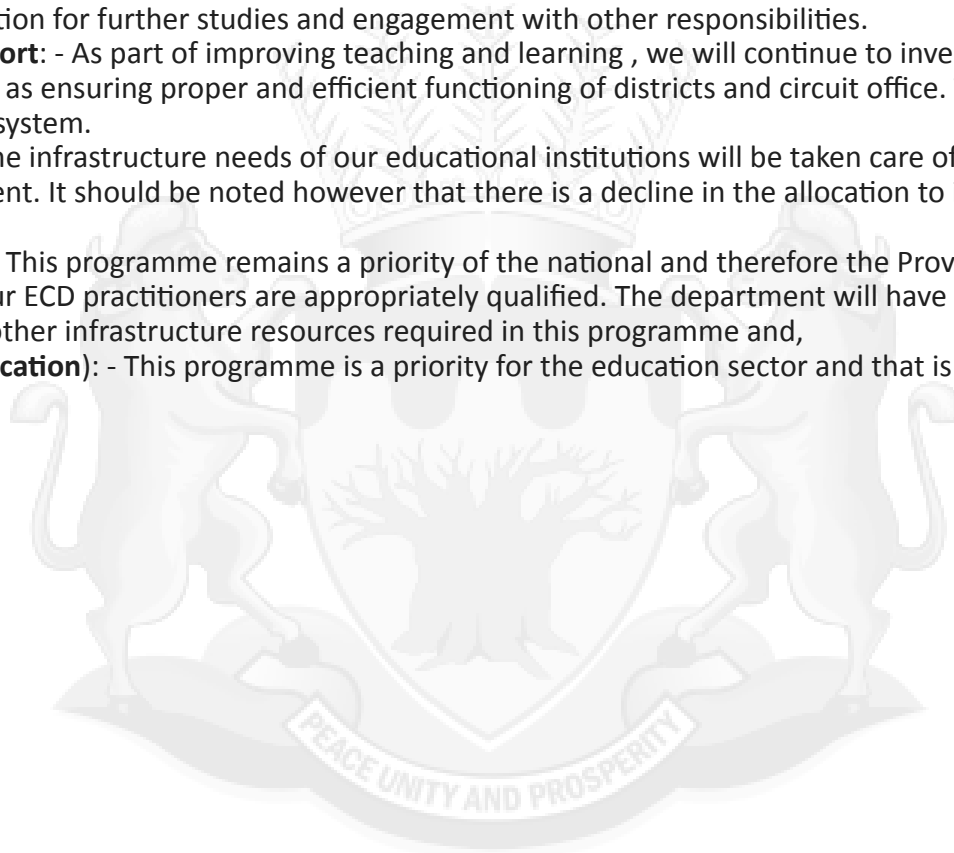 tion for further studies and engagement with other responsibilities.
ort: - As part of improving teaching and learning , we will continue to inve
as ensuring proper and efficient functioning of districts and circuit office.
system.
ne infrastructure needs of our educational institutions will be taken care of
ent. It should be noted however that there is a decline in the allocation to
This programme remains a priority of the national and therefore the Prov
ur ECD practitioners are appropriately qualified. The department will have
other infrastructure resources required in this programme and,
cation): - This programme is a priority for the education sector and that is
PEACE UNITY AND PROSPERITY